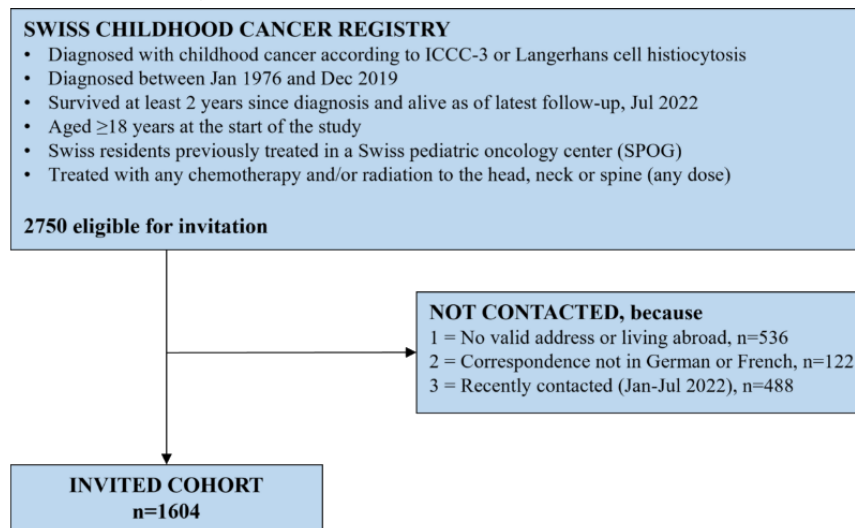 SWISS CHILDHOOD CANCER REGISTRY
• Diagnosed with childhood cancer according to ICCC-3 or Langerhans cell histiocytosis
• Diagnosed between Jan 1976 and Dec 2019
• Survived at least 2 years since diagnosis and alive as of latest follow-up, Jul 2022
• Aged ≥18 years at the start of the study
• Swiss residents previously treated in a Swiss pediatric oncology center (SPOG)
• Treated with any chemotherapy and/or radiation to the head, neck or spine (any dose)
2750 eligible for invitation
NOT CONTACTED, because
1 = No valid address or living abroad, n=536
2 = Correspondence not in German or French, n=122
3 = Recently contacted (Jan-Jul 2022), n=488
INVITED COHORT
n=1604